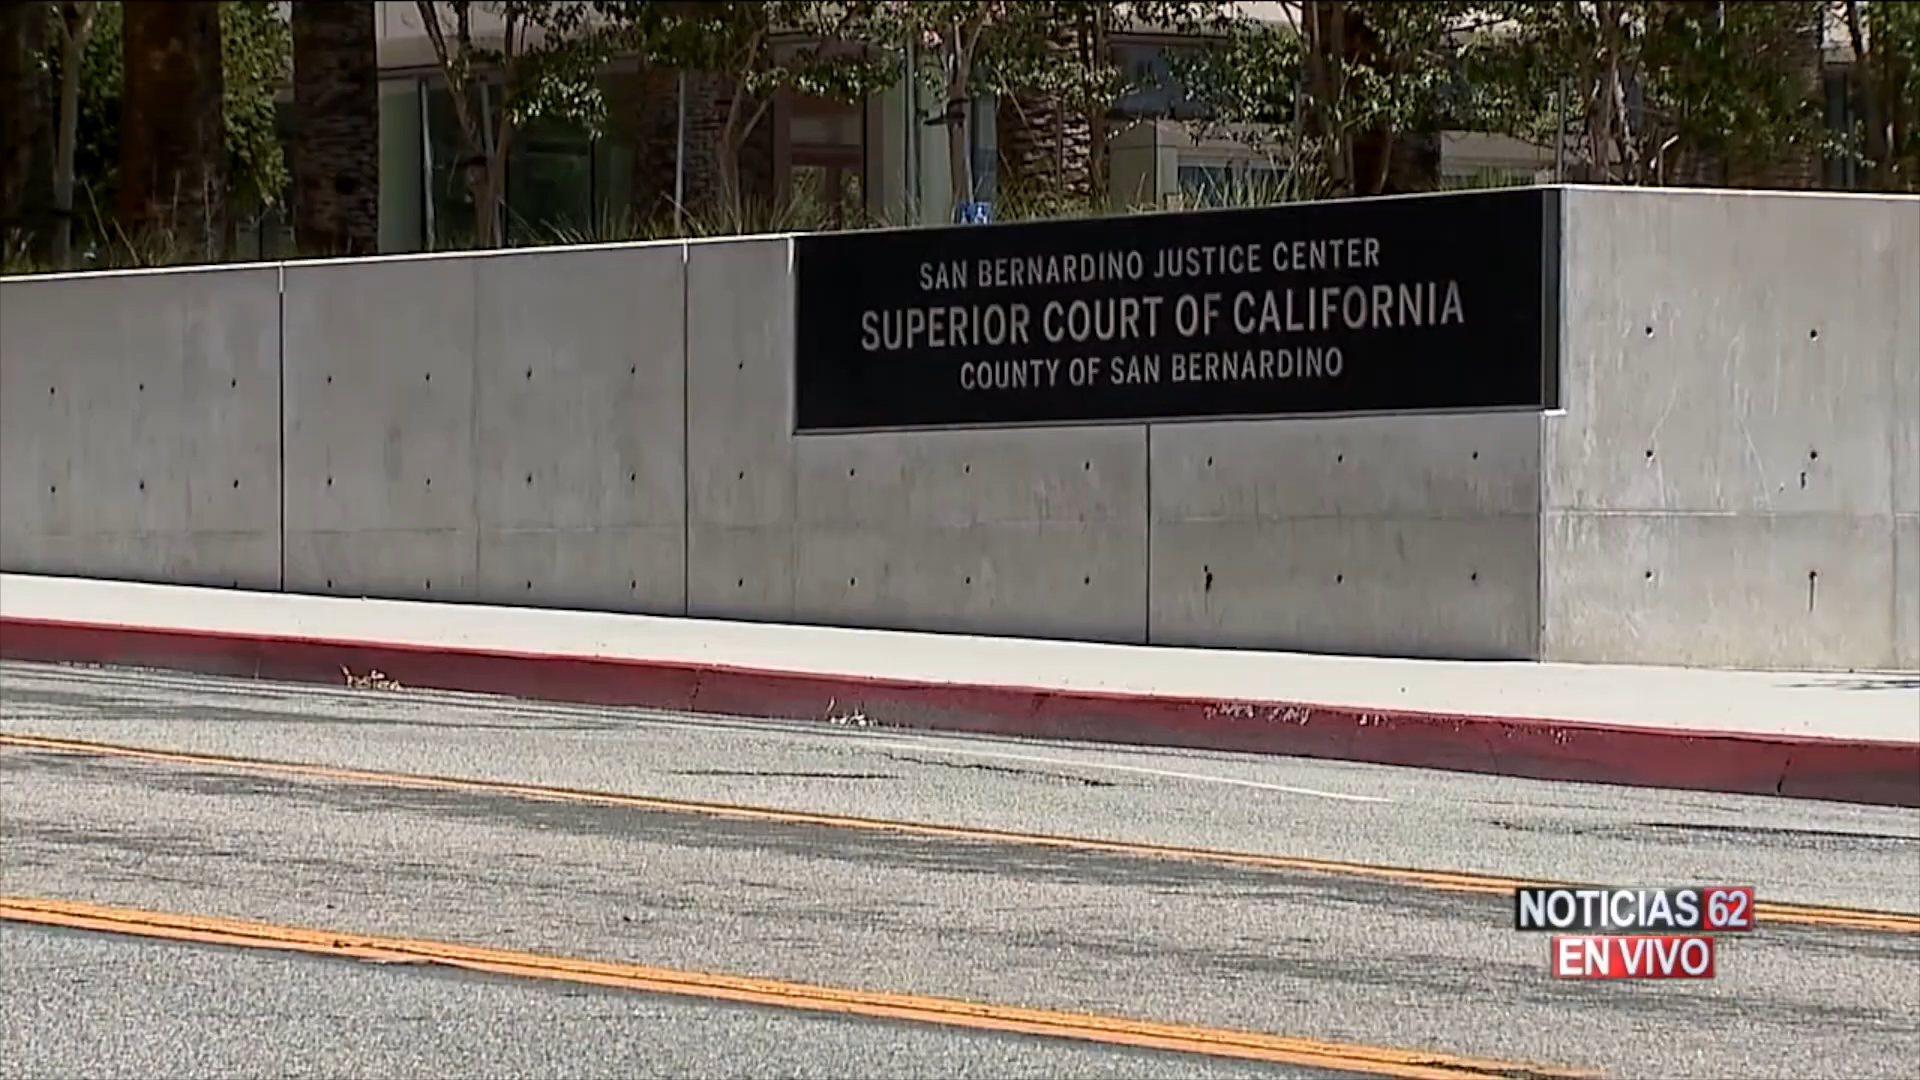 SAN BERNARDINO JUSTICE CENTER
SUPERIOR COURT OF CALIFORNIA
COUNTY OF SAN BERNARDINO
NOTICIAS 62
EN VIVO